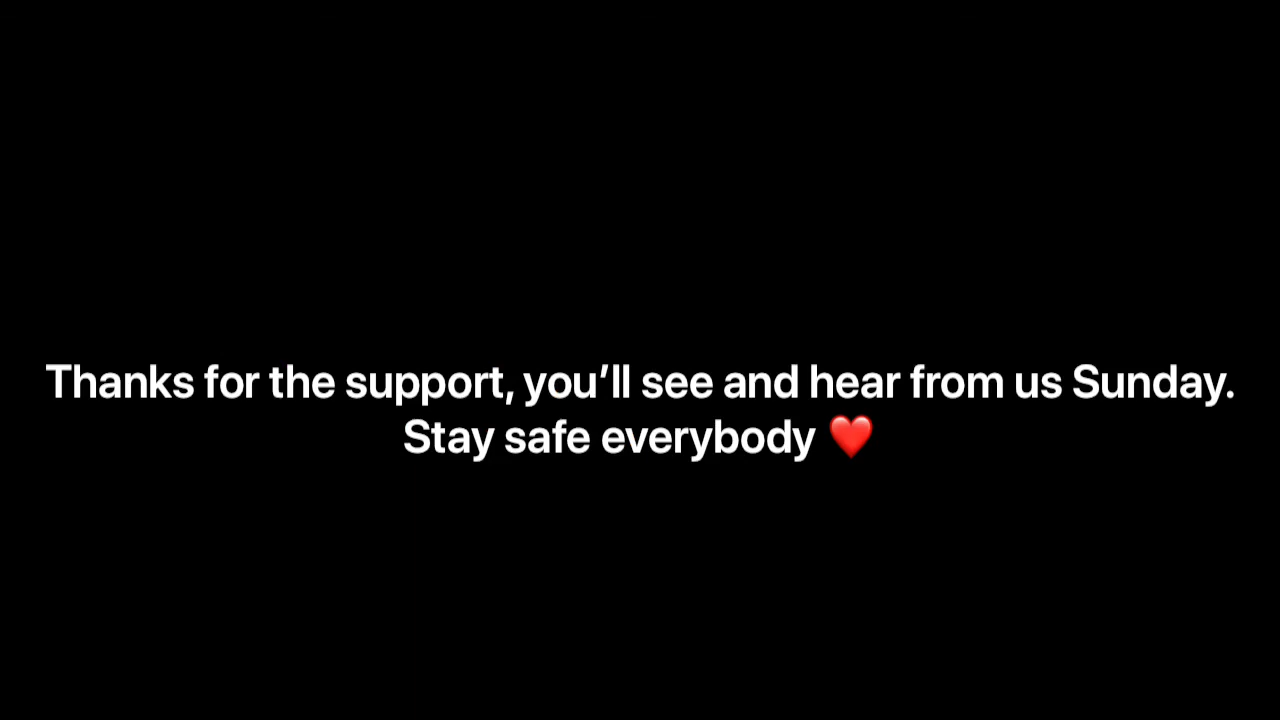 Thanks for the support, you’ll see and hear from us Sunday.
Stay safe everybody ❤️